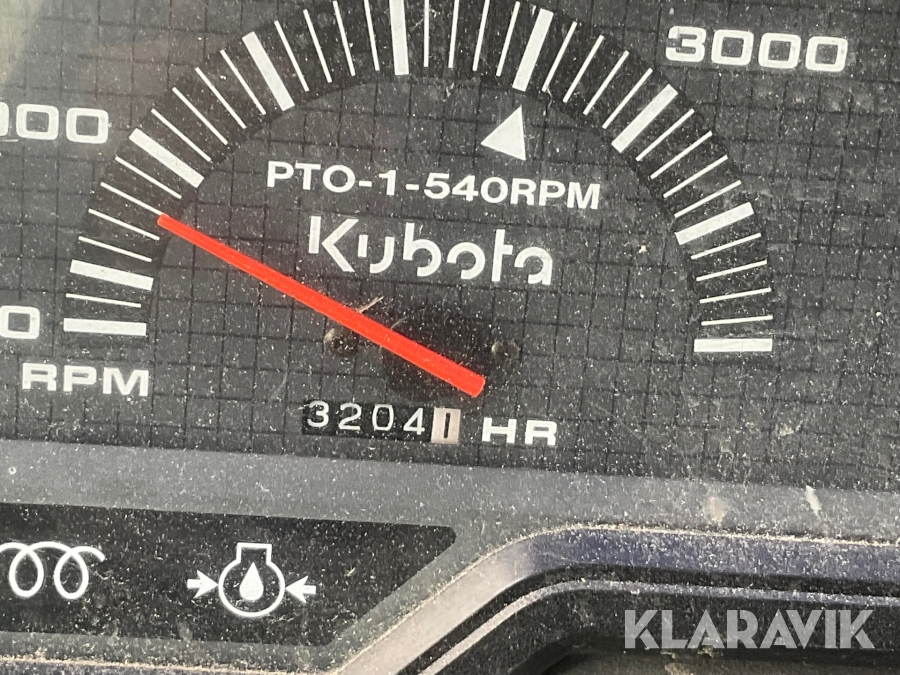 3000
000
PTO-1-540RPM
Kubota
0
RPM
32041 HR
KLARAVIK